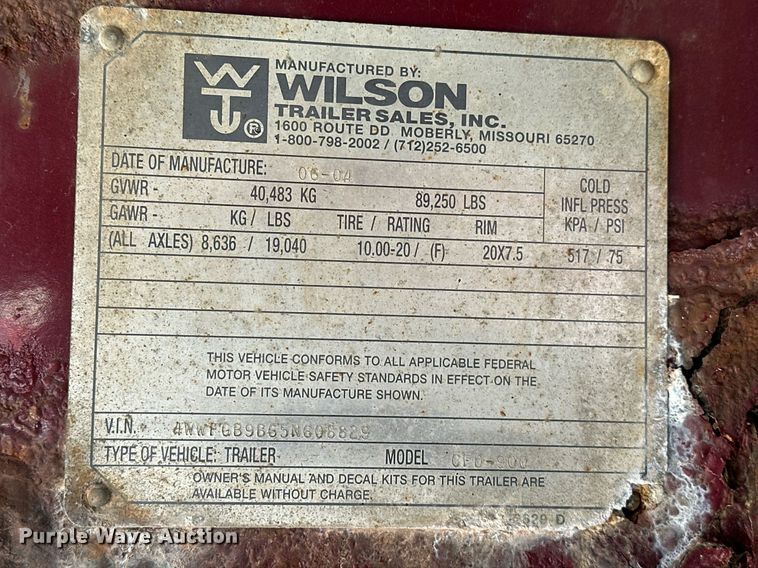 WTU ®
MANUFACTURED BY:
WILSON
TRAILER SALES, INC.
1600 ROUTE DD MOBERLY, MISSOURI 65270
1-800-798-2002 / (712)252-6500
DATE OF MANUFACTURE: 06-04
GVWR - 40,483 KG 89,250 LBS
COLD
INFL PRESS
KPA / PSI
GAWR - KG / LBS TIRE / RATING RIM
(ALL AXLES) 8,636 / 19,040 10.00-20 / (F) 20X7.5 517 / 75
THIS VEHICLE CONFORMS TO ALL APPLICABLE FEDERAL
MOTOR VEHICLE SAFETY STANDARDS IN EFFECT ON THE
DATE OF ITS MANUFACTURE SHOWN.
V.I.N.
TYPE OF VEHICLE: TRAILER MODEL
OWNER'S MANUAL AND DECAL KITS FOR THIS TRAILER ARE
AVAILABLE WITHOUT CHARGE.
Purple Wave Auction